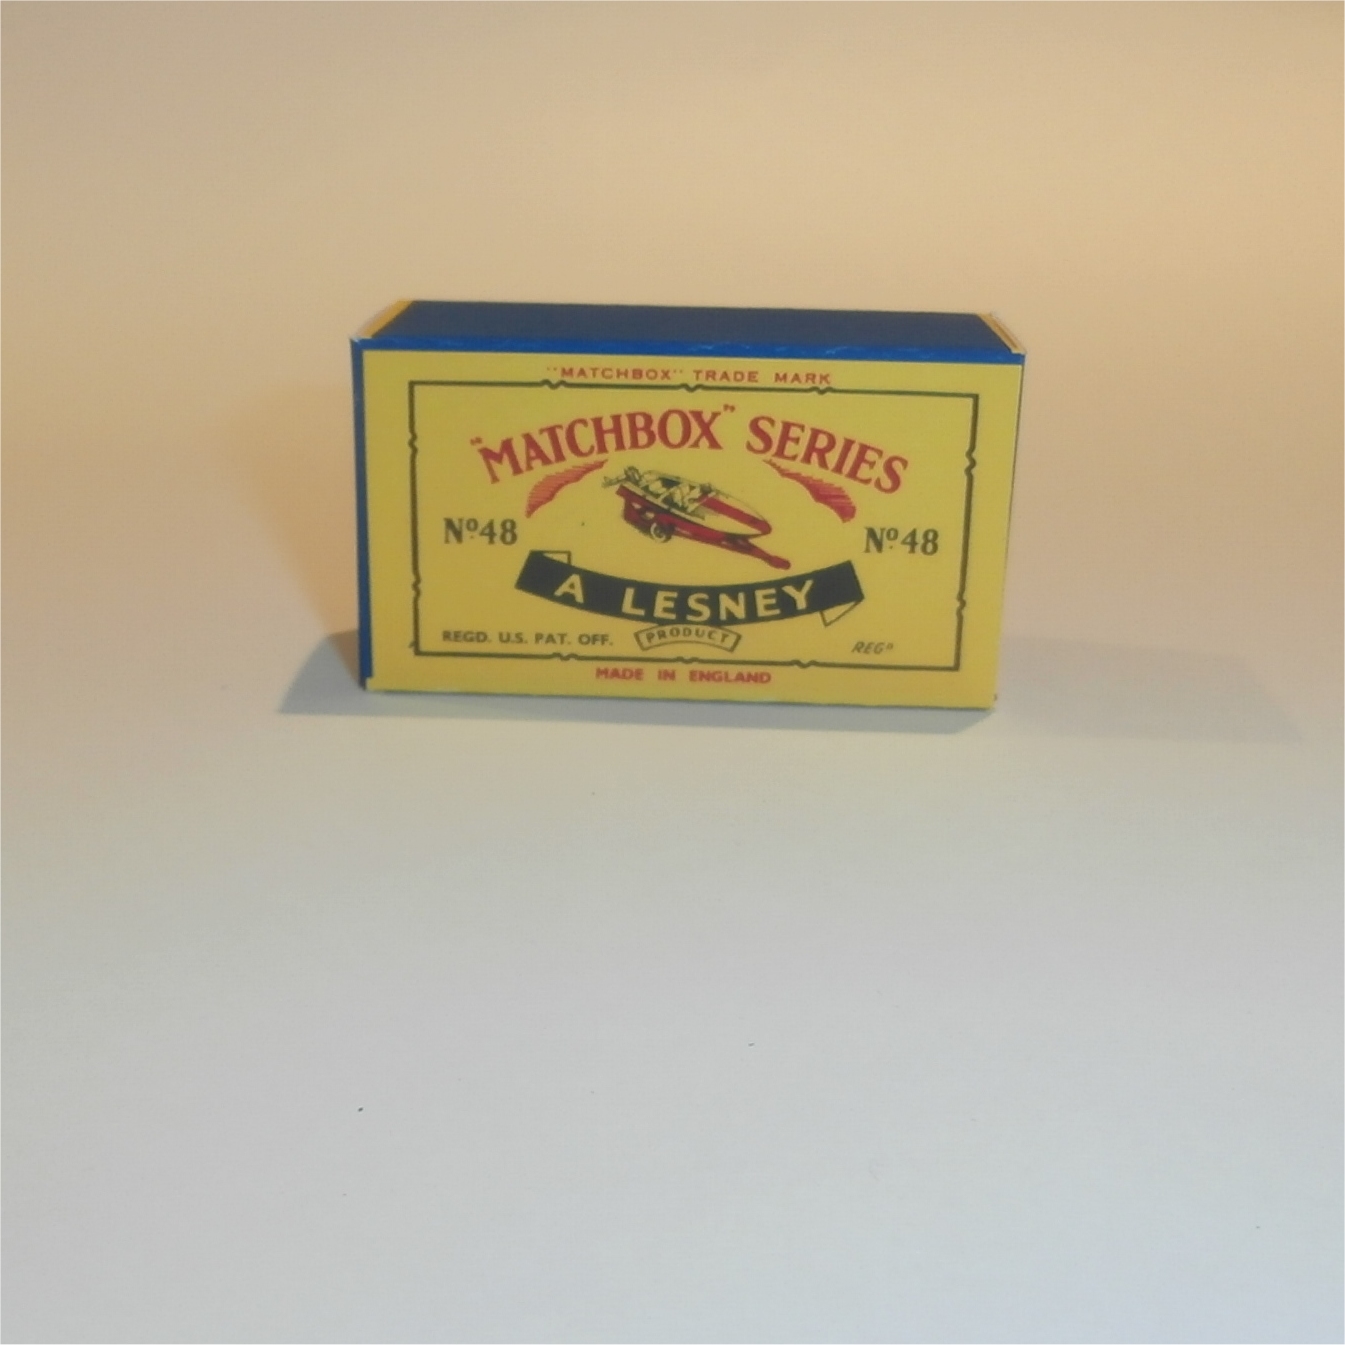 "MATCHBOX" TRADE MARK
"MATCHBOX" SERIES
Nº48
Nº48
A LESNEY
PRODUCT
REGD. U.S. PAT. OFF.
REGD
MADE IN ENGLAND